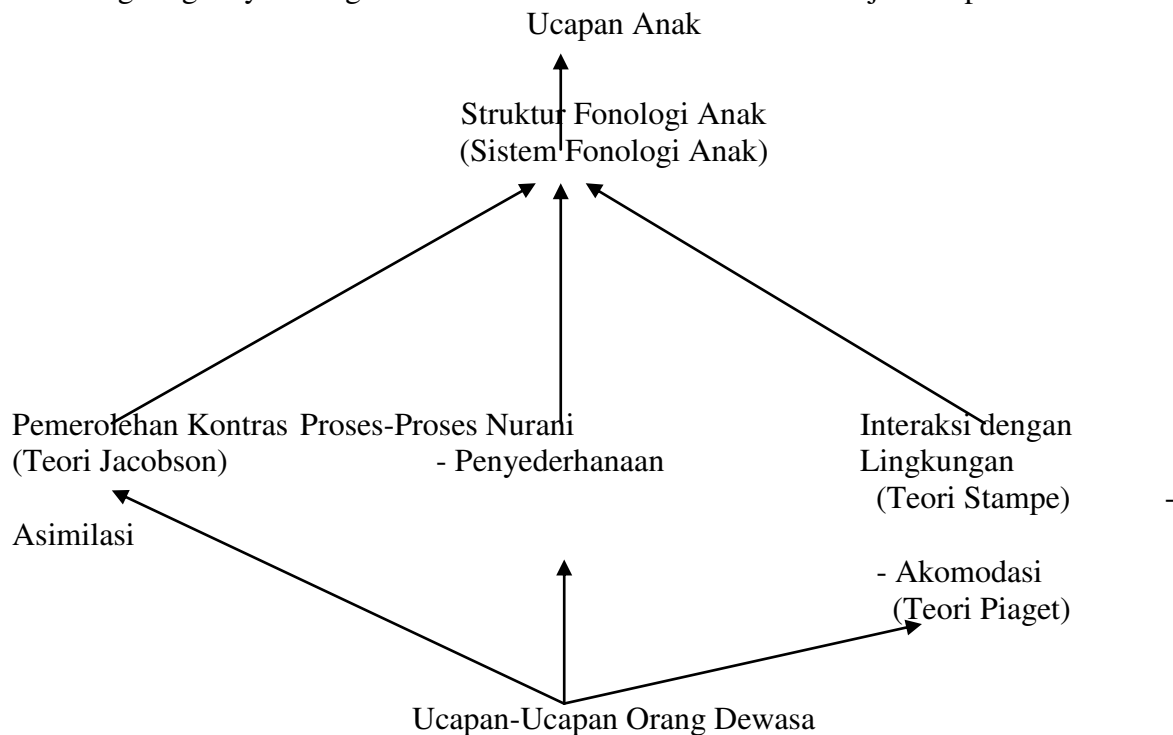 Ucapan Anak
Struktur Fonologi Anak
(Sistem Fonologi Anak)
Pemerolehan Kontras Proses-Proses Nurani Interaksi dengan
(Teori Jacobson) - Penyederhanaan Lingkungan
(Teori Stampe) -
Asimilasi
- Akomodasi
(Teori Piaget)
Ucapan-Ucapan Orang Dewasa